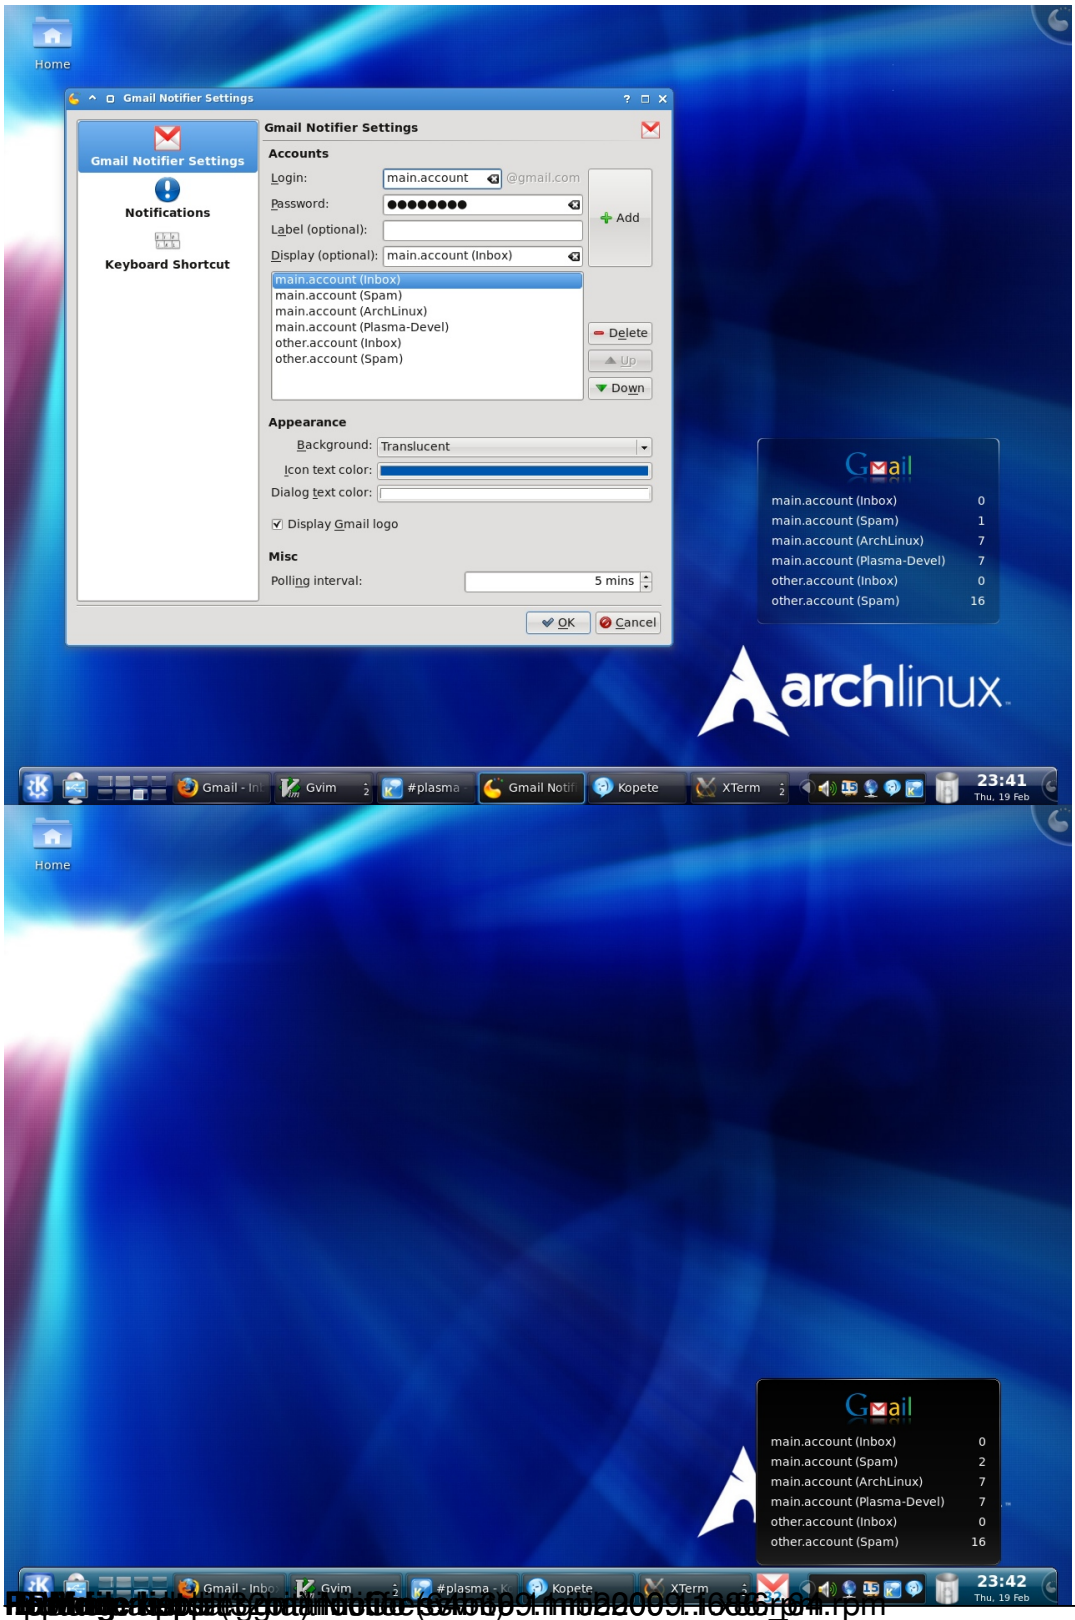 Home
Gmail Notifier Settings
Gmail Notifier Settings
Notifications
Keyboard Shortcut
Gmail Notifier Settings
Accounts
Login: main.account @gmail.com
Password: ●●●●●●●●
Label (optional):
Display (optional): main.account (Inbox)
Add
main.account (Inbox)
main.account (Spam)
main.account (ArchLinux)
main.account (Plasma-Devel)
other.account (Inbox)
other.account (Spam)
Delete
Up
Down
Appearance
Background: Translucent
Icon text color:
Dialog text color:
Display Gmail logo
Misc
Polling interval: 5 mins
OK Cancel
Gmail
main.account (Inbox) 0
main.account (Spam) 1
main.account (ArchLinux) 7
main.account (Plasma-Devel) 7
other.account (Inbox) 0
other.account (Spam) 16
archlinux
Gmail - Inb Gvim 2 #plasma - Gmail Notifi Kopete XTerm 2 15 23:41
Thu, 19 Feb
Home
Gmail
main.account (Inbox) 0
main.account (Spam) 2
main.account (ArchLinux) 7
main.account (Plasma-Devel) 7
other.account (Inbox) 0
other.account (Spam) 16
Gmail - Inbo Gvim 2 #plasma - K Kopete XTerm 2 15 23:42
Thu, 19 Feb